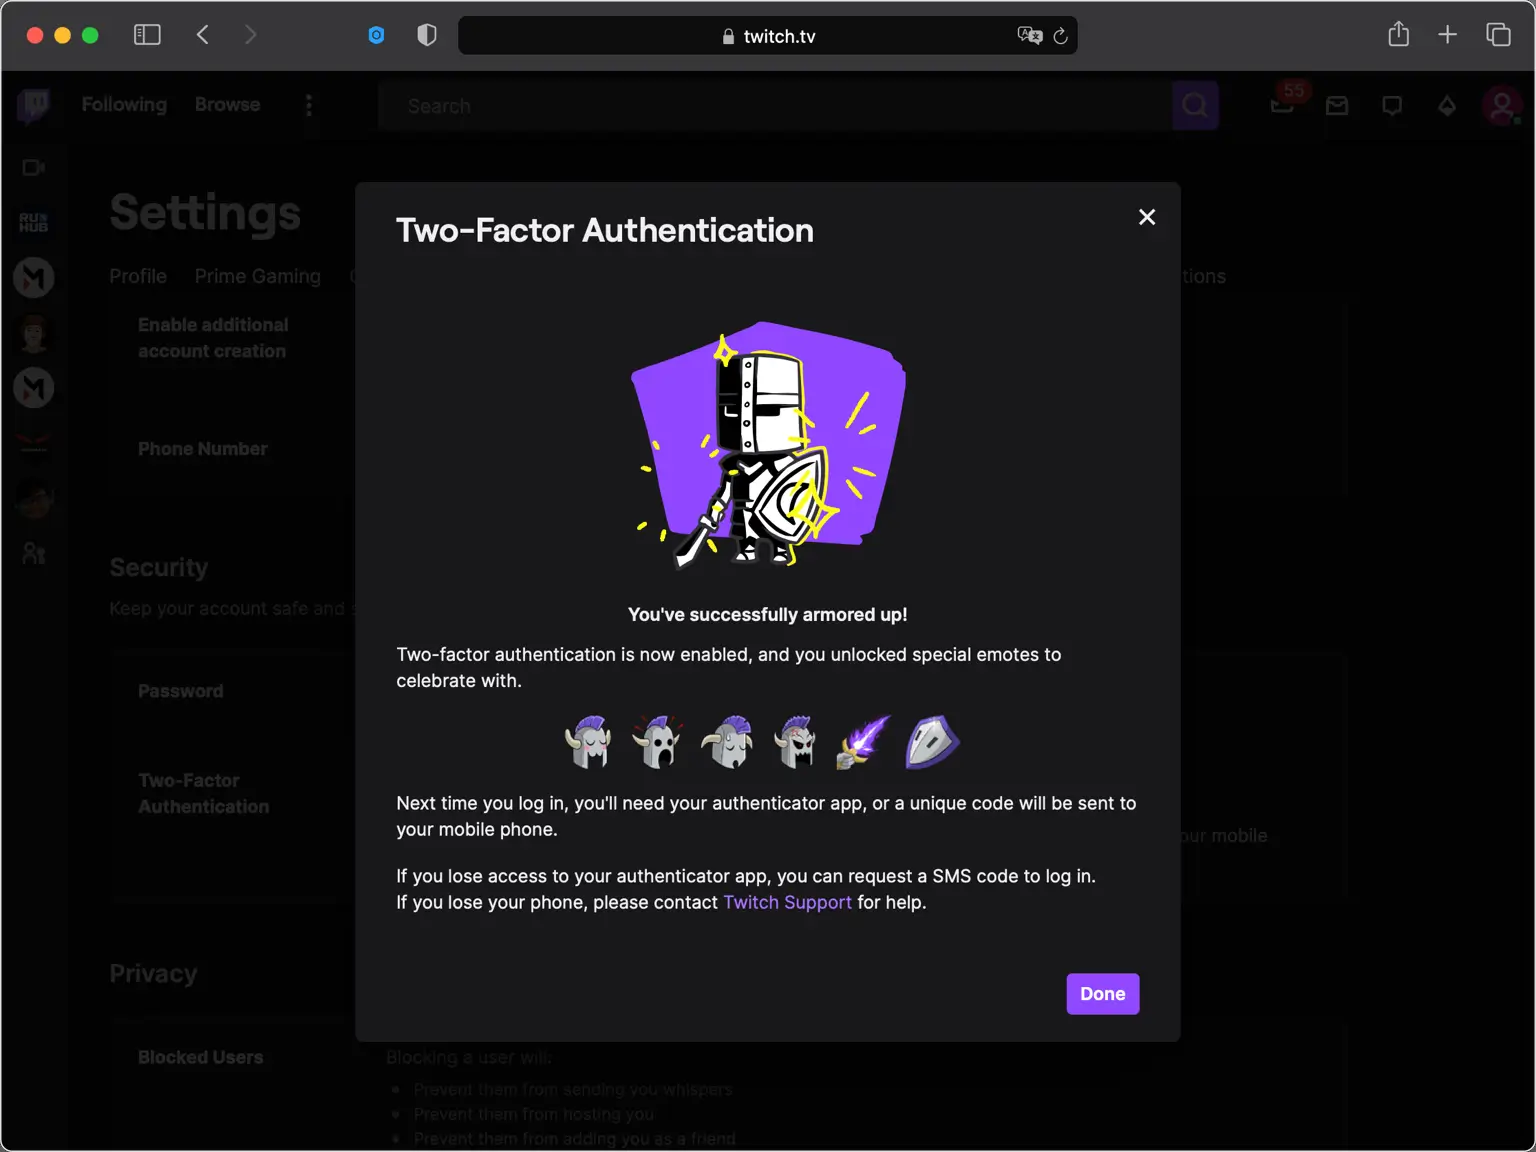 twitch.tv
Following
Browse
Search
55
RU
HUB
Settings
Profile
Prime Gaming
tions
Enable additional
account creation
Phone Number
Security
Keep your account safe and
Password
Two-Factor
Authentication
our mobile
Privacy
Blocked Users
Blocking a user will:
Prevent them from sending you whispers
Prevent them from hosting you
Prevent them from adding you as a friend
Two-Factor Authentication
You've successfully armored up!
Two-factor authentication is now enabled, and you unlocked special emotes to
celebrate with.
Next time you log in, you'll need your authenticator app, or a unique code will be sent to
your mobile phone.
If you lose access to your authenticator app, you can request a SMS code to log in.
If you lose your phone, please contact Twitch Support for help.
Done